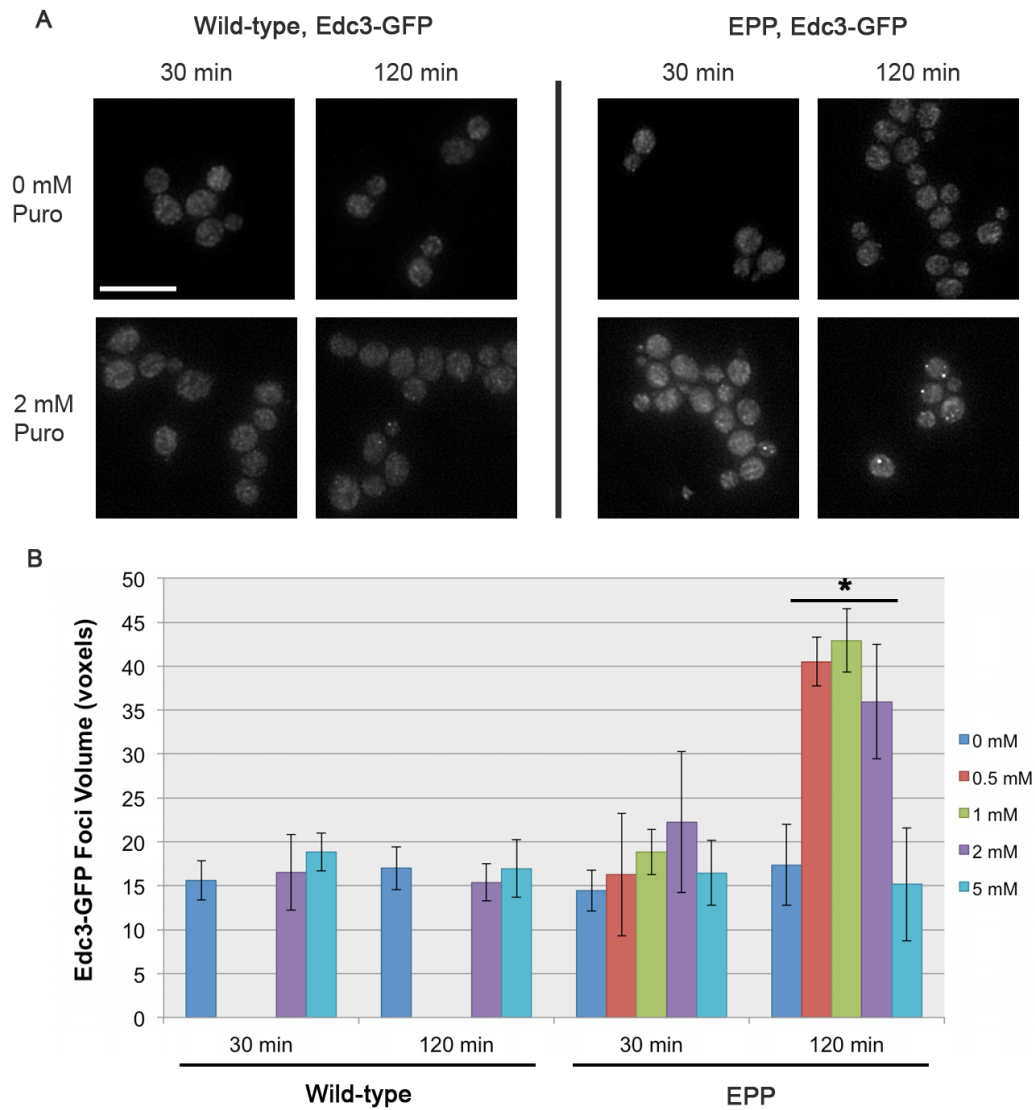 A
Wild-type, Edc3-GFP
EPP, Edc3-GFP
30 min
120 min
30 min
120 min
0 mM
Puro
2 mM
Puro
B
Edc3-GFP Foci Volume (voxels)
50
45
40
35
30
25
20
15
10
5
0
*
0 mM
0.5 mM
1 mM
2 mM
5 mM
30 min
120 min
30 min
120 min
Wild-type
EPP